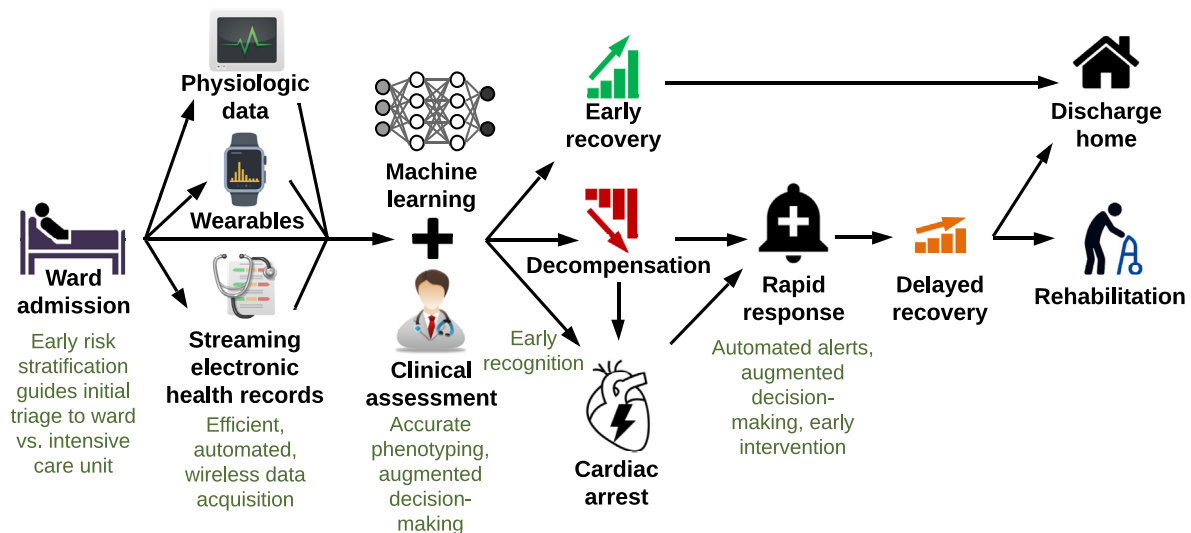 Physiologic
data
Wearables
Ward
admission
Early risk
stratification
guides initial
triage to ward
vs. intensive
care unit
Streaming
electronic
health records
Efficient,
automated,
wireless data
acquisition
Machine
learning
Clinical
assessment
Accurate
phenotyping,
augmented
decision-
making
Early
recovery
Decompensation
Early
recognition
Cardiac
arrest
Rapid
response
Automated alerts,
augmented
decision-
making, early
intervention
Delayed
recovery
Discharge
home
Rehabilitation